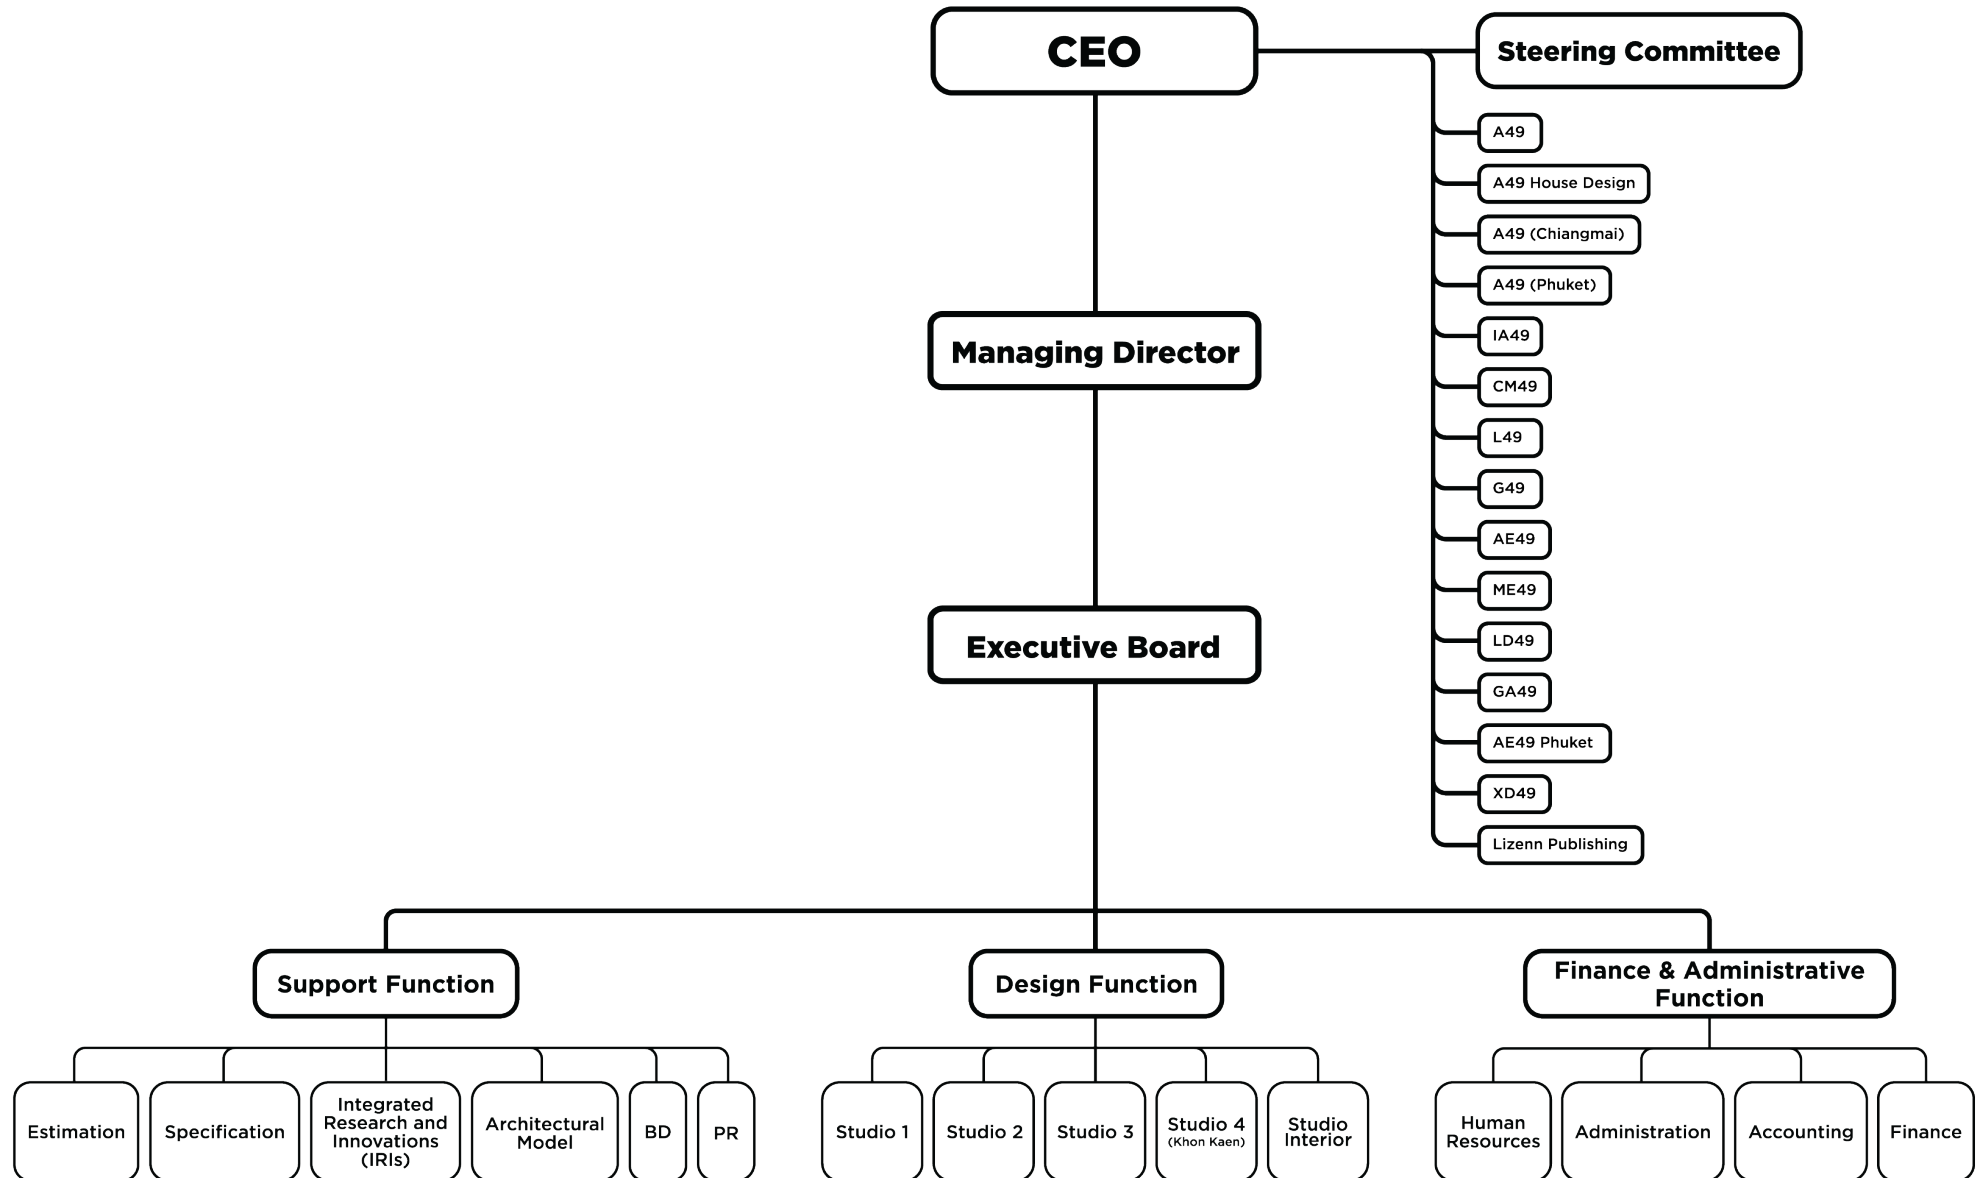 CEO
Steering Committee
A49
A49 House Design
A49 (Chiangmai)
A49 (Phuket)
IA49
CM49
L49
G49
AE49
ME49
LD49
GA49
AE49 Phuket
XD49
Lizenn Publishing
Managing Director
Executive Board
Support Function
Design Function
Finance & Administrative
Function
Estimation
Specification
Integrated
Research and
Innovations
(IRIs)
Architectural
Model
BD
PR
Studio 1
Studio 2
Studio 3
Studio 4
(Khon Kaen)
Studio
Interior
Human
Resources
Administration
Accounting
Finance